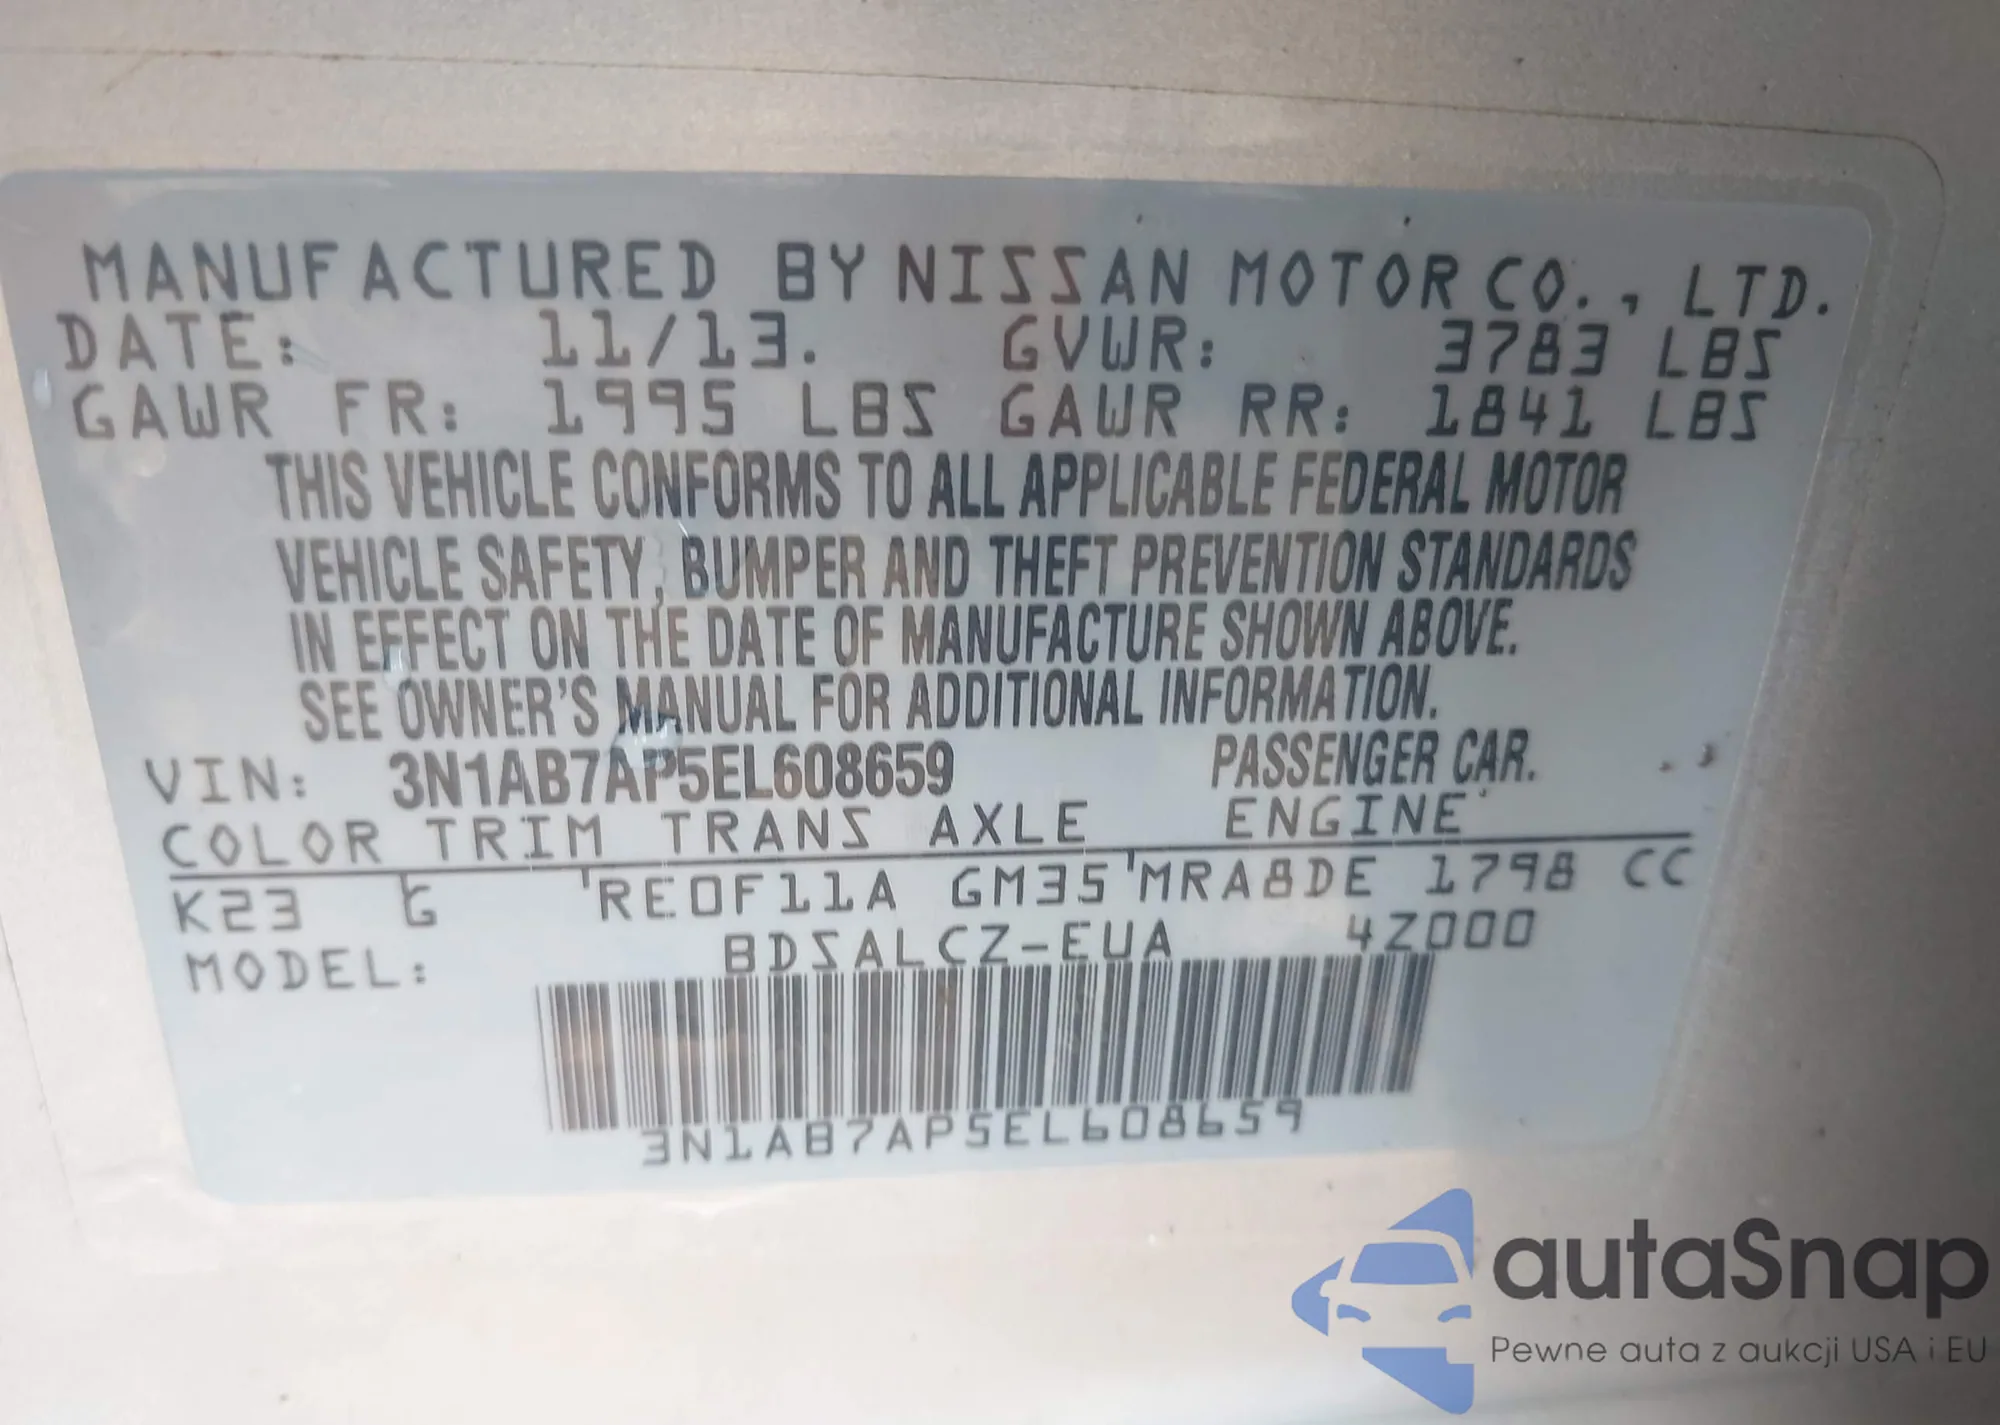 MANUFACTURED BY NISSAN MOTOR CO., LTD.
DATE: 11/13. GVWR: 3783 LBS
GAWR FR: 1995 LBS GAWR RR: 1841 LBS
THIS VEHICLE CONFORMS TO ALL APPLICABLE FEDERAL MOTOR
VEHICLE SAFETY, BUMPER AND THEFT PREVENTION STANDARDS
IN EFFECT ON THE DATE OF MANUFACTURE SHOWN ABOVE.
SEE OWNER'S MANUAL FOR ADDITIONAL INFORMATION.
VIN: 3N1AB7AP5EL608659 PASSENGER CAR.
COLOR TRIM TRANS AXLE ENGINE
K23 G RE0F11A GM35 MRA8DE 1798 CC
MODEL: BDSALCZ-EUA 4Z000
3N1AB7AP5EL608659
autaSnap
Pewne auta z aukcji USA i EU